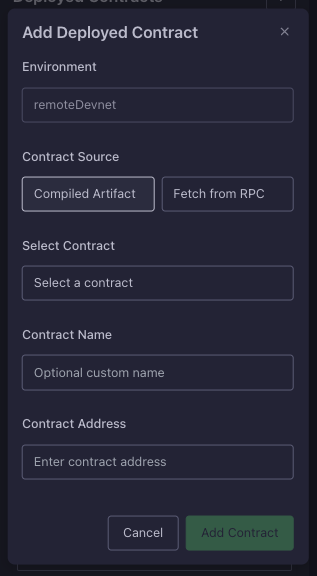 Deployed Contracts
Add Deployed Contract
×
Environment
remoteDevnet
Contract Source
Compiled Artifact
Fetch from RPC
Select Contract
Select a contract
Contract Name
Optional custom name
Contract Address
Enter contract address
Cancel
Add Contract